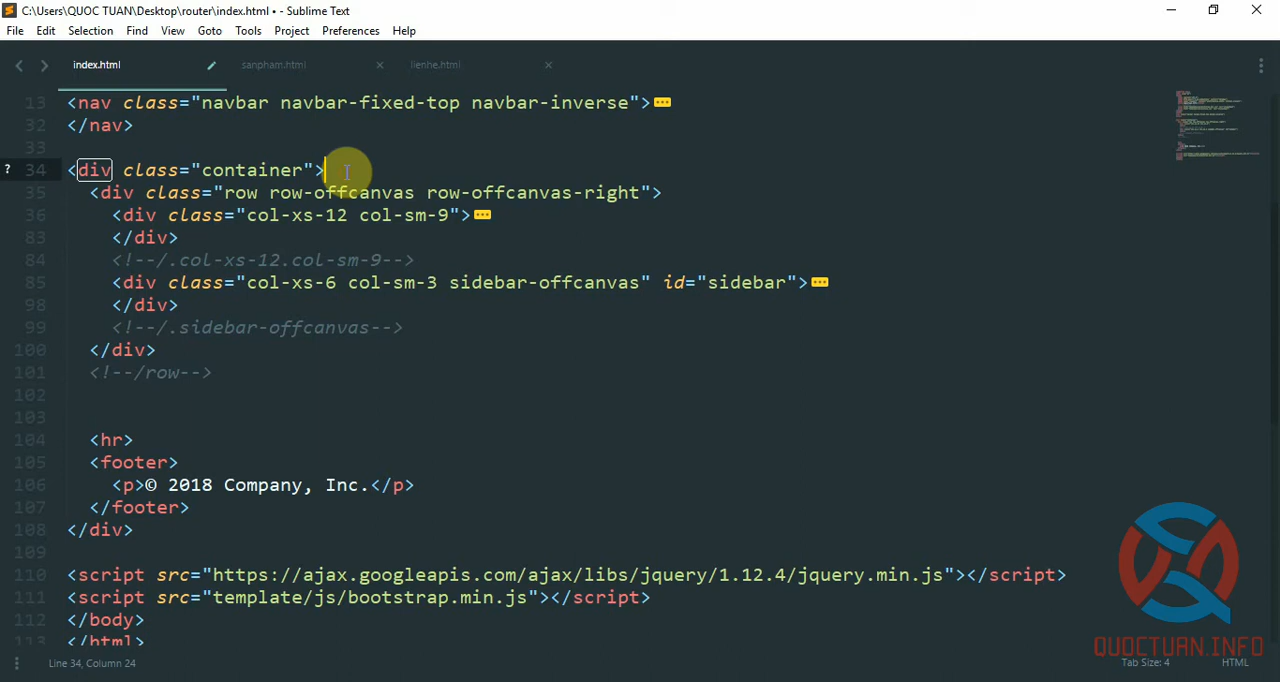 C:\Users\QUOC TUAN\Desktop\router\index.html • - Sublime Text
File Edit Selection Find View Goto Tools Project Preferences Help
index.html sanpham.html lienhe.html
13 <nav class="navbar navbar-fixed-top navbar-inverse">
32 </nav>
33
? 34 <div class="container">
35 <div class="row row-offcanvas row-offcanvas-right">
36 <div class="col-xs-12 col-sm-9">
83 </div>
84 <!--/.col-xs-12.col-sm-9-->
85 <div class="col-xs-6 col-sm-3 sidebar-offcanvas" id="sidebar">
98 </div>
99 <!--/.sidebar-offcanvas-->
100 </div>
101 <!--/row-->
102
103
104 <hr>
105 <footer>
106 <p>© 2018 Company, Inc.</p>
107 </footer>
108 </div>
109
110 <script src="https://ajax.googleapis.com/ajax/libs/jquery/1.12.4/jquery.min.js"></script>
111 <script src="template/js/bootstrap.min.js"></script>
112 </body>
113 </html>
QUOCTUAN.INFO
Line 34, Column 24 Tab Size: 4 HTML